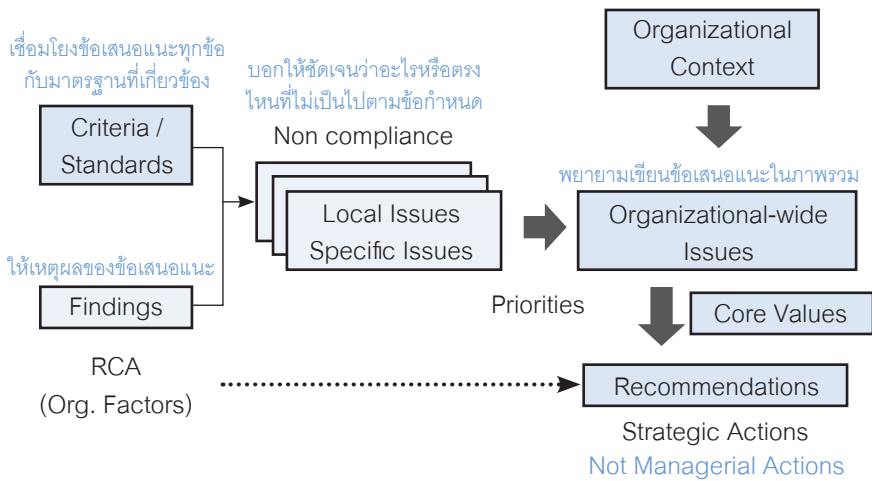 เชื่อมโยงข้อเสนอแนะทุกข้อ
กับมาตรฐานที่เกี่ยวข้อง
Criteria /
Standards
ให้เหตุผลของข้อเสนอแนะ
Findings
RCA
(Org. Factors)
บอกให้ชัดเจนว่าอะไรหรือตรง
ไหนที่ไม่เป็นไปตามข้อกำหนด
Non compliance
Local Issues
Specific Issues
Organizational
Context
พยายามเขียนข้อเสนอแนะในภาพรวม
Organizational-wide
Issues
Priorities
Core Values
Recommendations
Strategic Actions
Not Managerial Actions